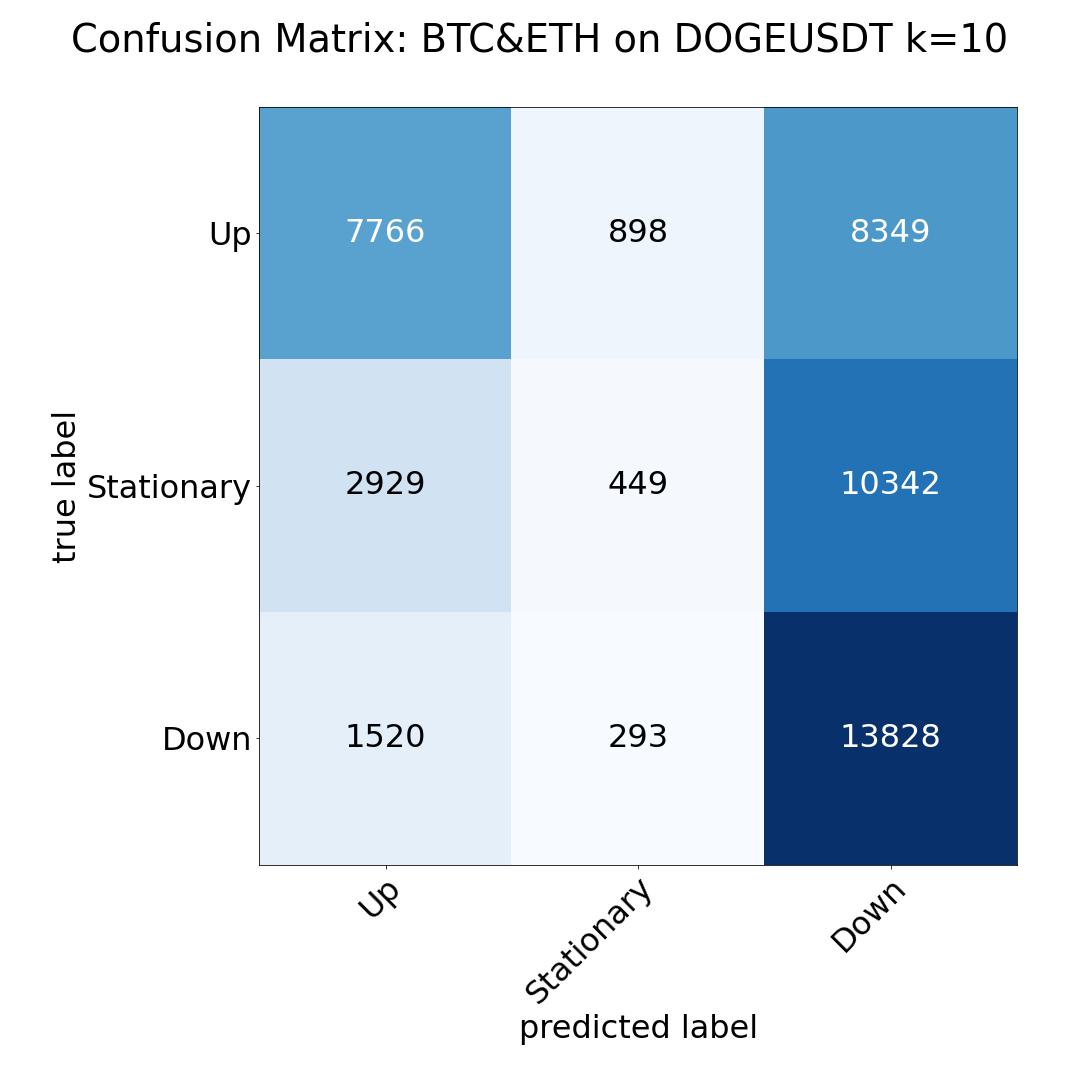 Confusion Matrix: BTC&ETH on DOGEUSDT k=10
true label
Up
7766 898 8349
Stationary
2929 449 10342
Down
1520 293 13828
Up Stationary Down
predicted label